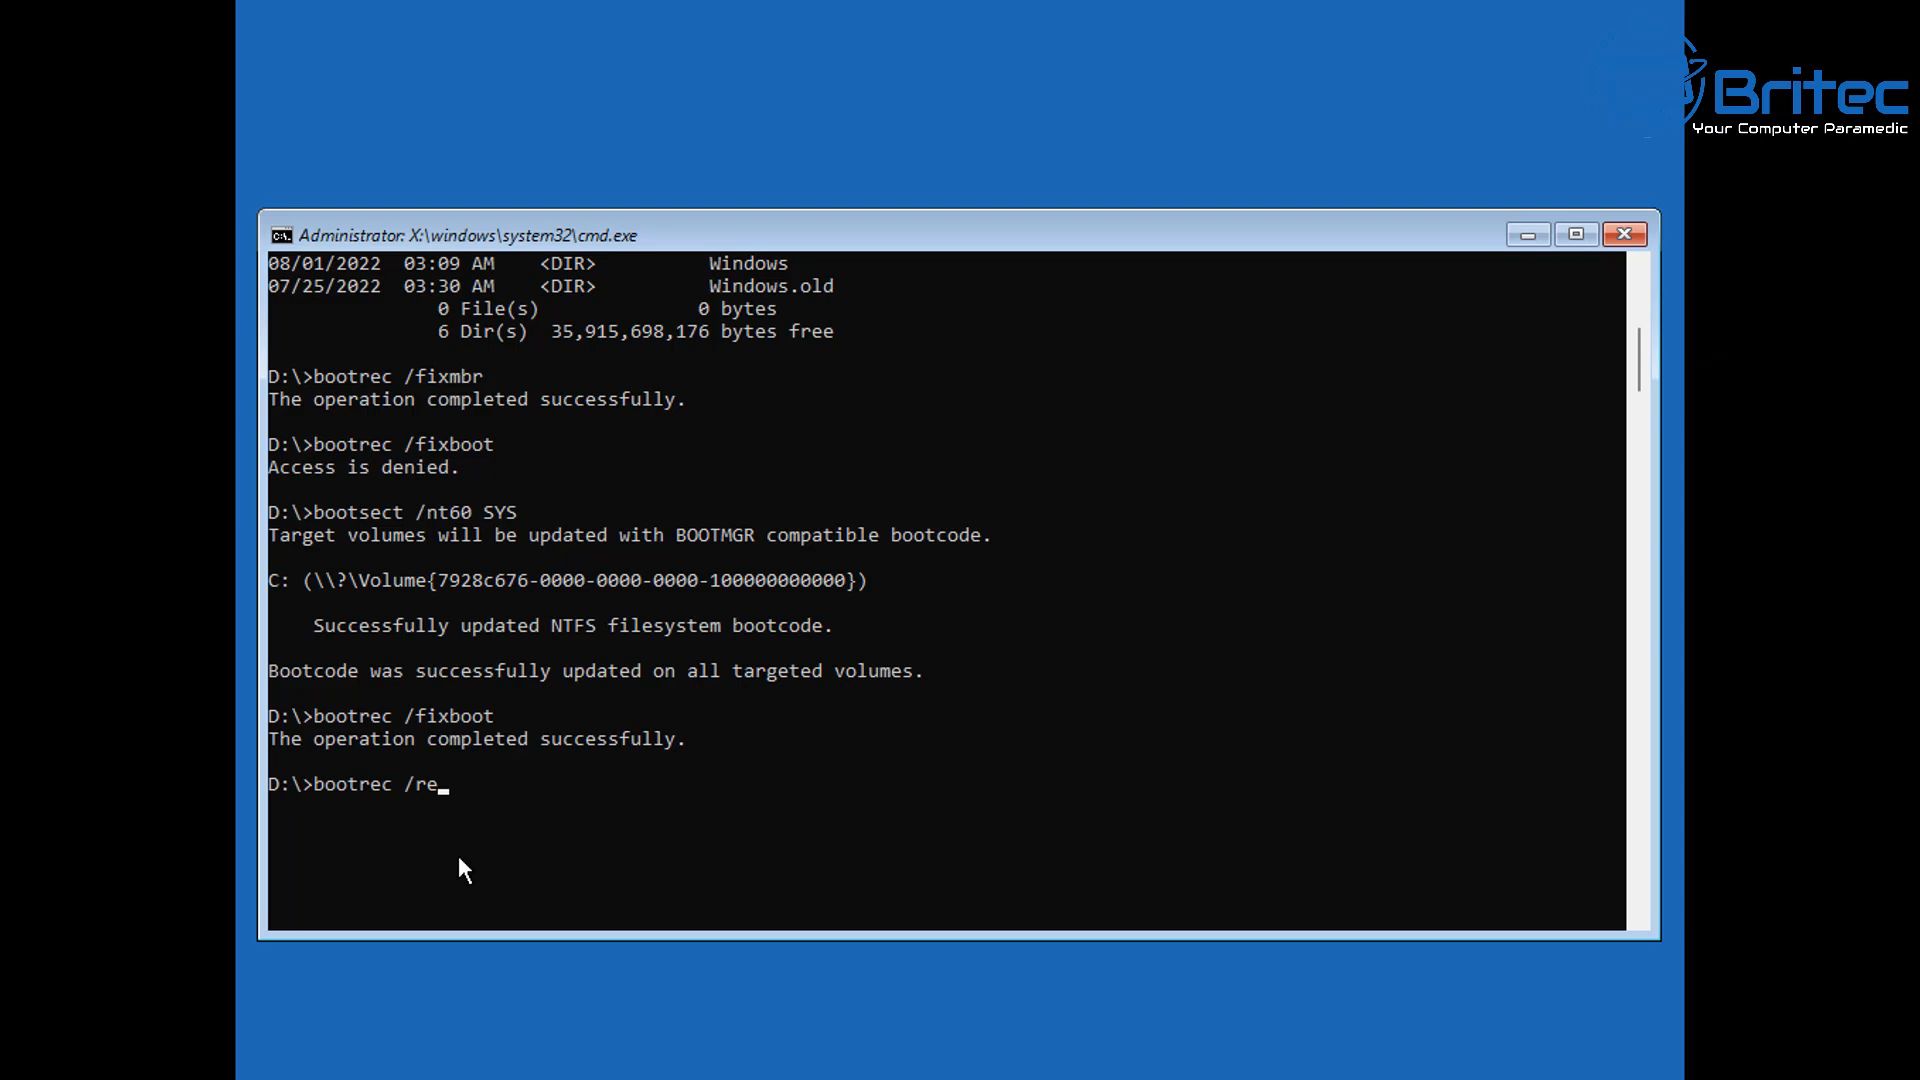 Britec
Your Computer Paramedic
Administrator: X:\windows\system32\cmd.exe
08/01/2022  03:09 AM    <DIR>          Windows
07/25/2022  03:30 AM    <DIR>          Windows.old
               0 File(s)              0 bytes
               6 Dir(s)  35,915,698,176 bytes free
D:\>bootrec /fixmbr
The operation completed successfully.
D:\>bootrec /fixboot
Access is denied.
D:\>bootsect /nt60 SYS
Target volumes will be updated with BOOTMGR compatible bootcode.
C: (\\?\Volume{7928c676-0000-0000-0000-100000000000})
    Successfully updated NTFS filesystem bootcode.
Bootcode was successfully updated on all targeted volumes.
D:\>bootrec /fixboot
The operation completed successfully.
D:\>bootrec /re